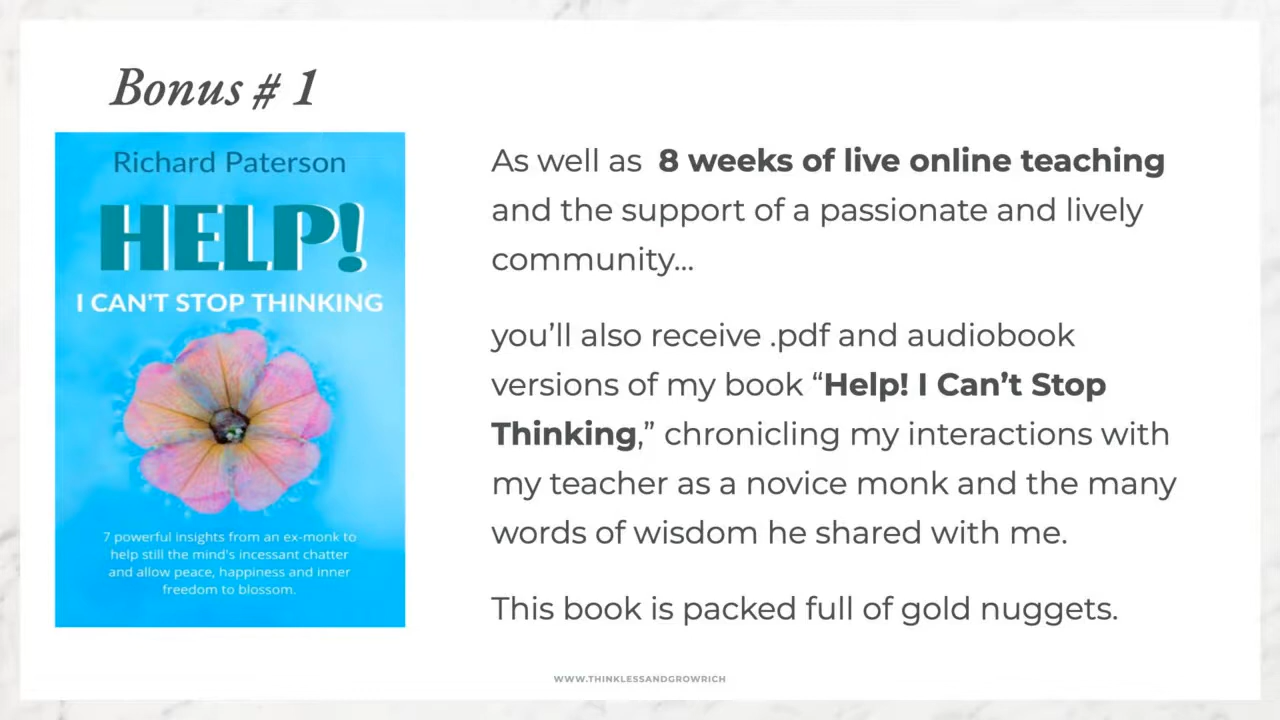 Bonus # 1
Richard Paterson
HELP!
I CAN'T STOP THINKING
7 powerful insights from an ex-monk to
help still the mind's incessant chatter
and allow peace, happiness and inner
freedom to blossom.
As well as 8 weeks of live online teaching
and the support of a passionate and lively
community...
you’ll also receive .pdf and audiobook
versions of my book “Help! I Can’t Stop
Thinking,” chronicling my interactions with
my teacher as a novice monk and the many
words of wisdom he shared with me.
This book is packed full of gold nuggets.
WWW.THINKLESSANDGROWRICH